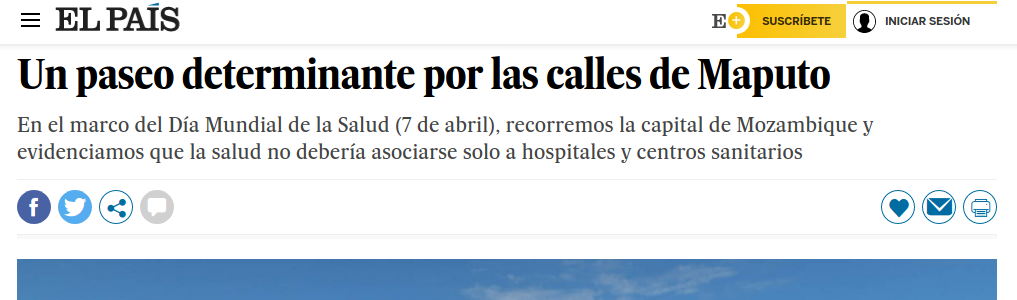 EL PAÍS
E+ SUSCRÍBETE
INICIAR SESIÓN
Un paseo determinante por las calles de Maputo
En el marco del Día Mundial de la Salud (7 de abril), recorremos la capital de Mozambique y
evidenciamos que la salud no debería asociarse solo a hospitales y centros sanitarios